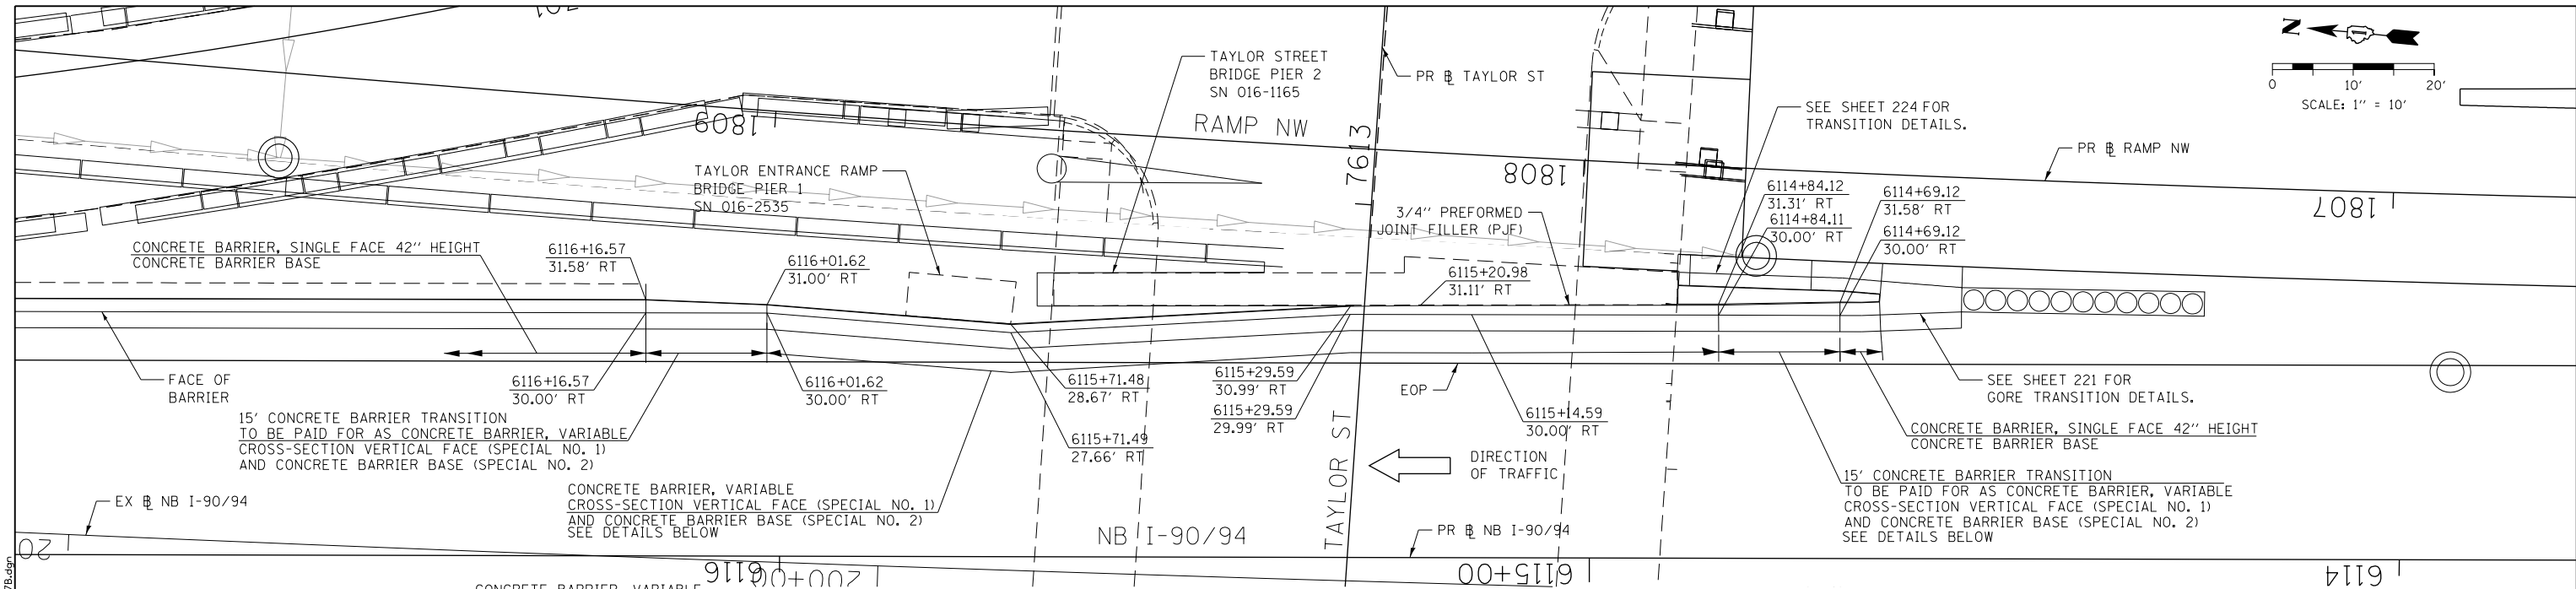 701
TAYLOR STREET
BRIDGE PIER 2
SN 016-1165
PR ℄ TAYLOR ST
N
0 10' 20'
SCALE: 1" = 10'
SEE SHEET 224 FOR
TRANSITION DETAILS.
1809
RAMP NW
7613
1808
PR ℄ RAMP NW
1807
TAYLOR ENTRANCE RAMP
BRIDGE PIER 1
SN 016-2535
3/4" PREFORMED
JOINT FILLER (PJF)
6114+84.12
31.31' RT
6114+84.11
30.00' RT
6114+69.12
31.58' RT
6114+69.12
30.00' RT
CONCRETE BARRIER, SINGLE FACE 42" HEIGHT
CONCRETE BARRIER BASE
6116+16.57
31.58' RT
6116+01.62
31.00' RT
6115+20.98
31.11' RT
FACE OF
BARRIER
6116+16.57
30.00' RT
6116+01.62
30.00' RT
6115+71.48
28.67' RT
6115+29.59
30.99' RT
6115+29.59
29.99' RT
EOP
6115+14.59
30.00' RT
SEE SHEET 221 FOR
GORE TRANSITION DETAILS.
15' CONCRETE BARRIER TRANSITION
TO BE PAID FOR AS CONCRETE BARRIER, VARIABLE
CROSS-SECTION VERTICAL FACE (SPECIAL NO. 1)
AND CONCRETE BARRIER BASE (SPECIAL NO. 2)
6115+71.49
27.66' RT
TAYLOR ST
DIRECTION
OF TRAFFIC
CONCRETE BARRIER, SINGLE FACE 42" HEIGHT
CONCRETE BARRIER BASE
15' CONCRETE BARRIER TRANSITION
TO BE PAID FOR AS CONCRETE BARRIER, VARIABLE
CROSS-SECTION VERTICAL FACE (SPECIAL NO. 1)
AND CONCRETE BARRIER BASE (SPECIAL NO. 2)
SEE DETAILS BELOW
EX ℄ NB I-90/94
CONCRETE BARRIER, VARIABLE
CROSS-SECTION VERTICAL FACE (SPECIAL NO. 1)
AND CONCRETE BARRIER BASE (SPECIAL NO. 2)
SEE DETAILS BELOW
NB I-90/94
PR ℄ NB I-90/94
20
6116
200+00
6115+00
6114
7B.dgn
CONCRETE BARRIER, VARIABLE